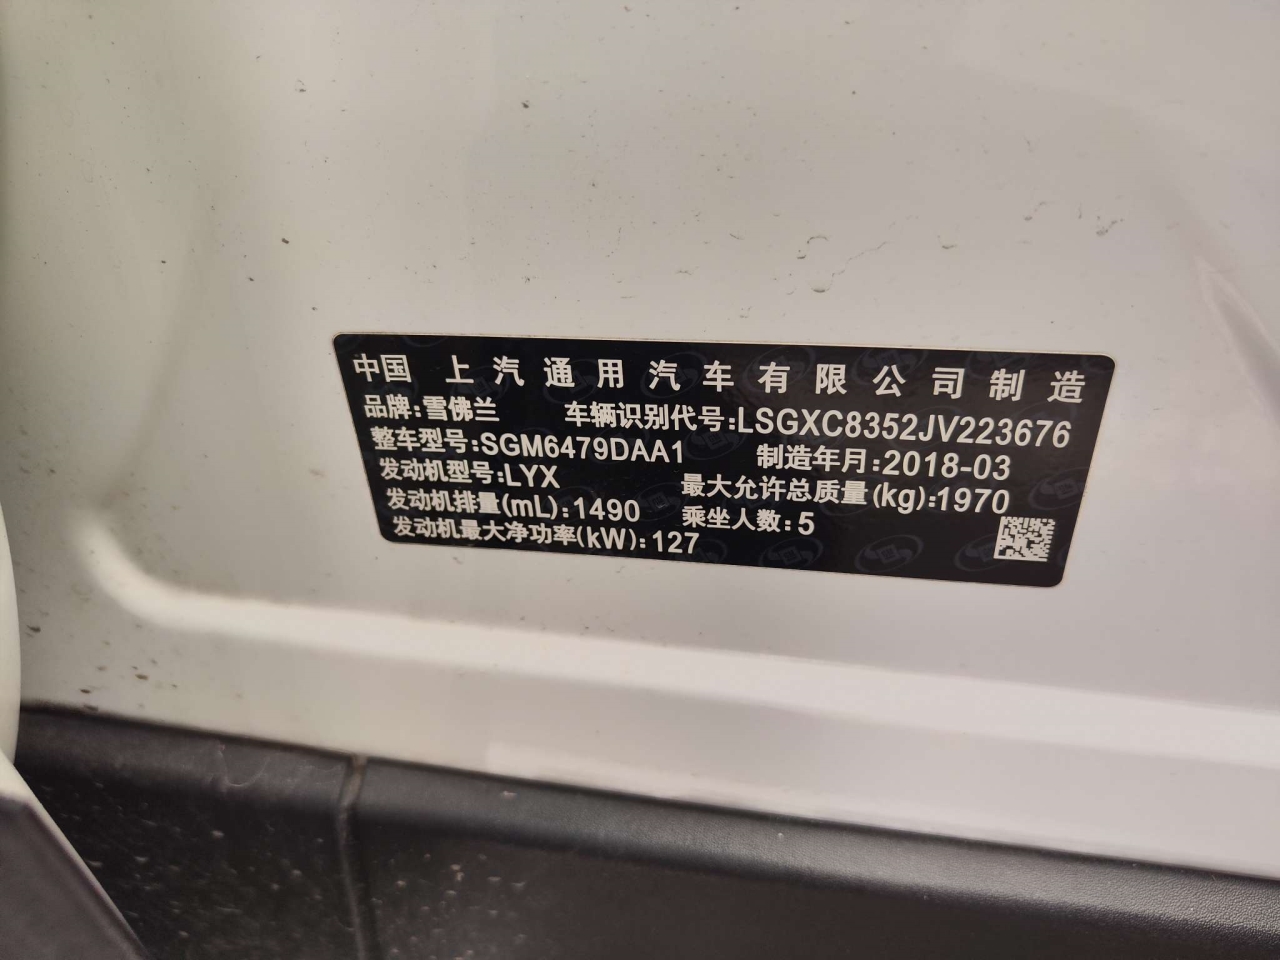 中国 上汽通用汽车有限公司制造
品牌:雪佛兰 车辆识别代号:LSGXC8352JV223676
整车型号:SGM6479DAA1 制造年月:2018-03
发动机型号:LYX 最大允许总质量(kg):1970
发动机排量(mL):1490 乘坐人数:5
发动机最大净功率(kW):127